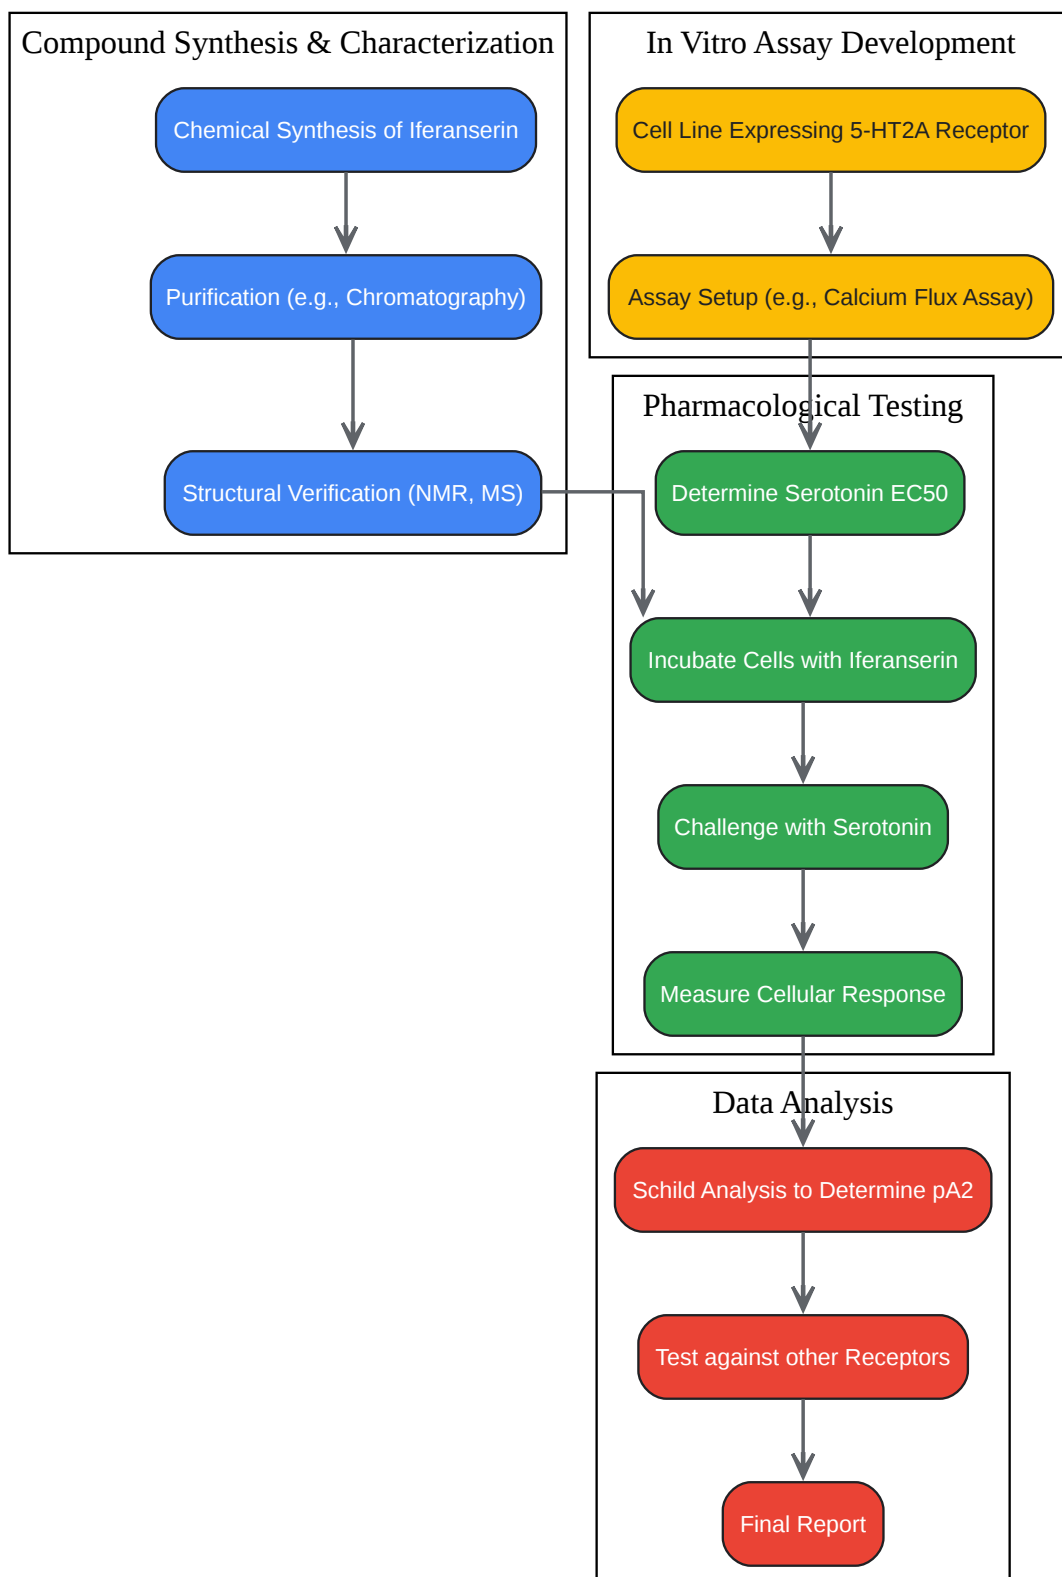 Compound Synthesis & Characterization
Chemical Synthesis of Iferanserin
Purification (e.g., Chromatography)
Structural Verification (NMR, MS)
In Vitro Assay Development
Cell Line Expressing 5-HT2A Receptor
Assay Setup (e.g., Calcium Flux Assay)
Pharmacological Testing
Determine Serotonin EC50
Incubate Cells with Iferanserin
Challenge with Serotonin
Measure Cellular Response
Data Analysis
Schild Analysis to Determine pA2
Test against other Receptors
Final Report